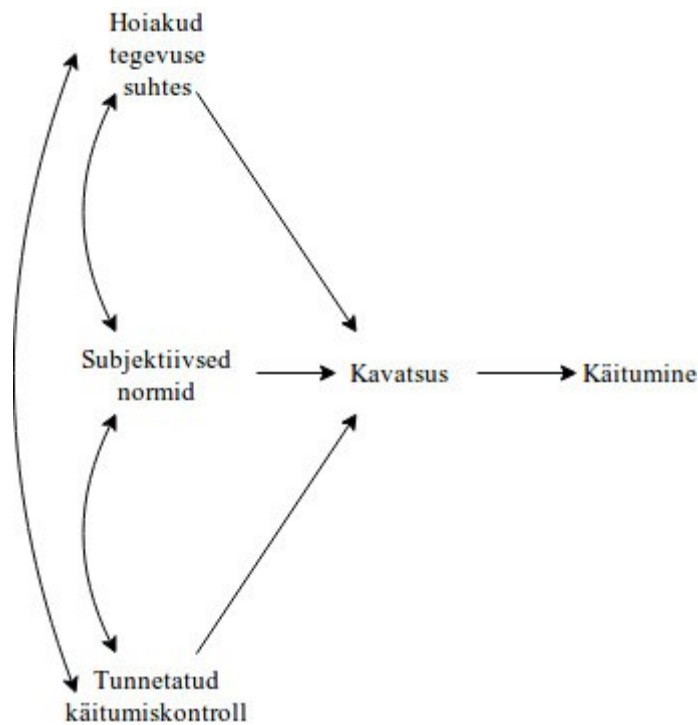 Hoiakud
tegevuse
suhtes
Subjektiivsed
normid
Kavatsus
Käitumine
Tunnetatud
käitumiskontroll